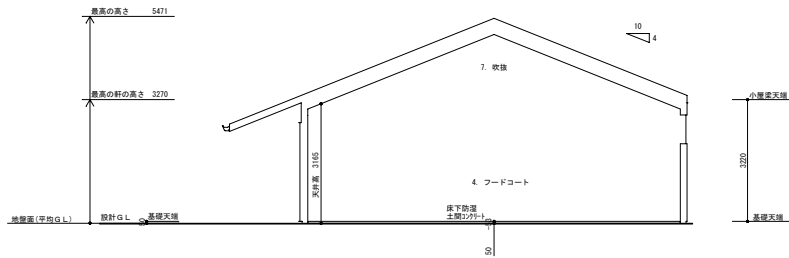 最高の高さ 5471
10
4
7. 吹抜
最高の軒の高さ 3270
小屋梁天端
天井高 3165
3220
4. フードコート
床下防湿
土間コンクリート
地盤面(平均GL)
設計GL
基礎天端
基礎天端
50